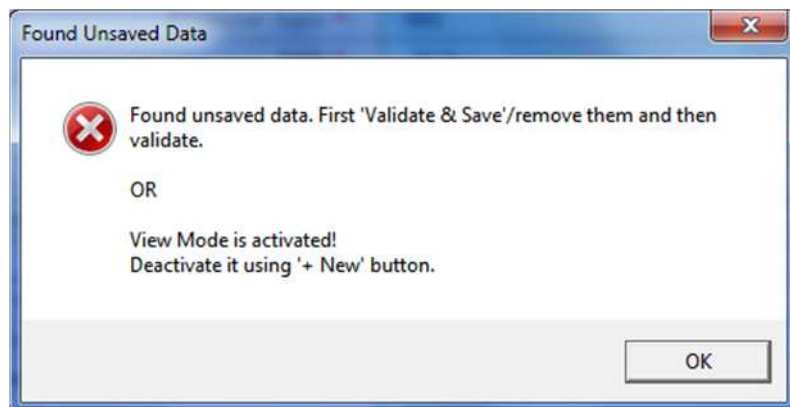 Found Unsaved Data
Found unsaved data. First 'Validate & Save'/remove them and then
validate.
OR
View Mode is activated!
Deactivate it using '+ New' button.
OK